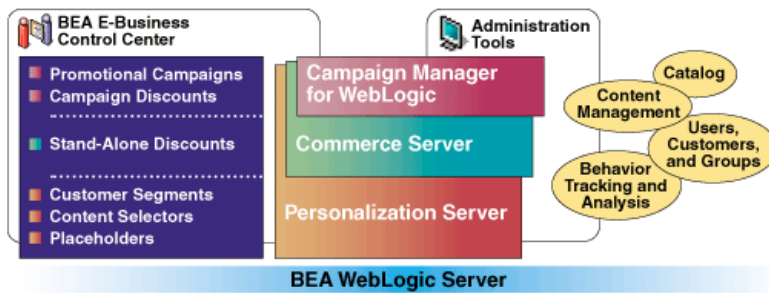 BEA E-Business
Control Center
Administration
Tools
Promotional Campaigns
Campaign Discounts
Stand-Alone Discounts
Customer Segments
Content Selectors
Placeholders
Campaign Manager
for WebLogic
Commerce Server
Personalization Server
Catalog
Content
Management
Users,
Customers,
and Groups
Behavior
Tracking and
Analysis
BEA WebLogic Server